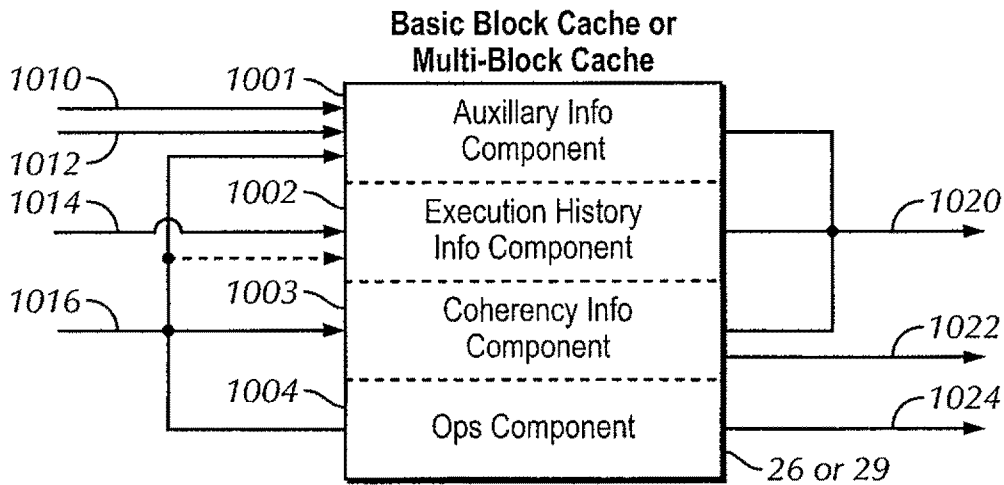 Basic Block Cache or
Multi-Block Cache
1010
1001
Auxillary Info
Component
1012
1002
1014
Execution History
Info Component
1020
1003
1016
Coherency Info
Component
1022
1004
1024
Ops Component
26 or 29